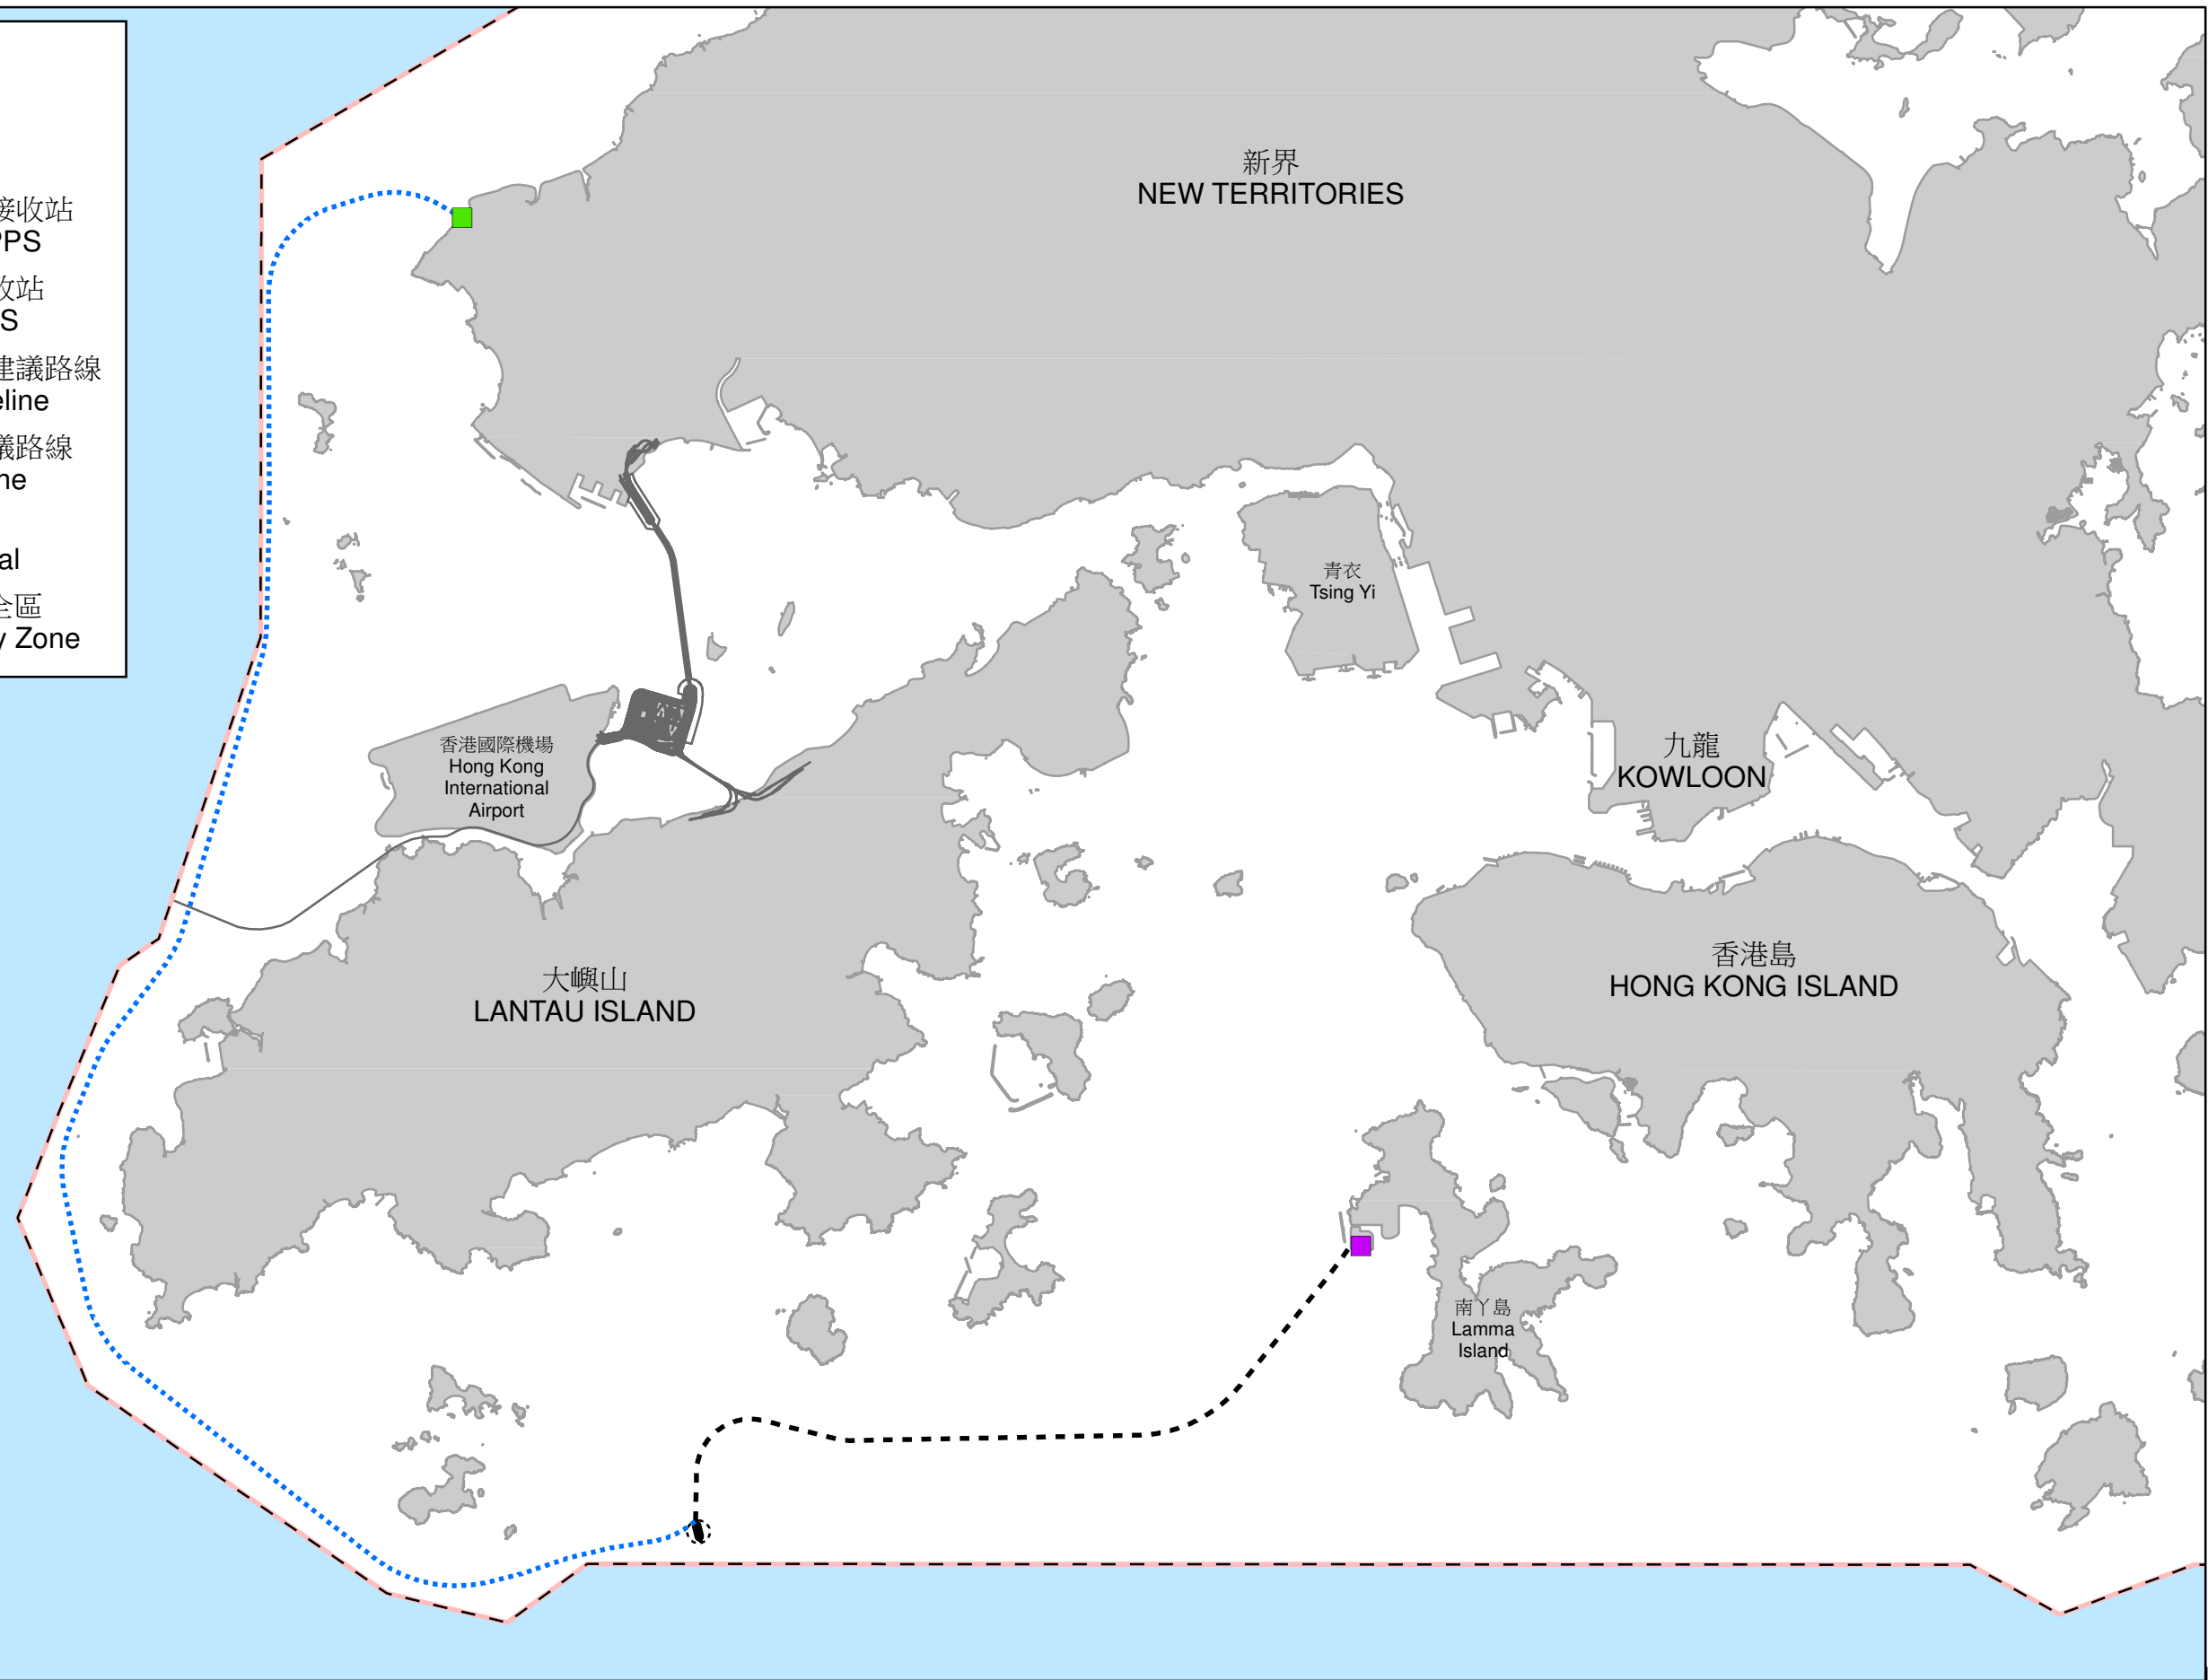 接收站
PPS
收站
S
建議路線
eline
議路線
ne
al
全區
y Zone
新界
NEW TERRITORIES
青衣
Tsing Yi
九龍
KOWLOON
香港國際機場
Hong Kong
International
Airport
香港島
HONG KONG ISLAND
大嶼山
LANTAU ISLAND
南丫島
Lamma
Island